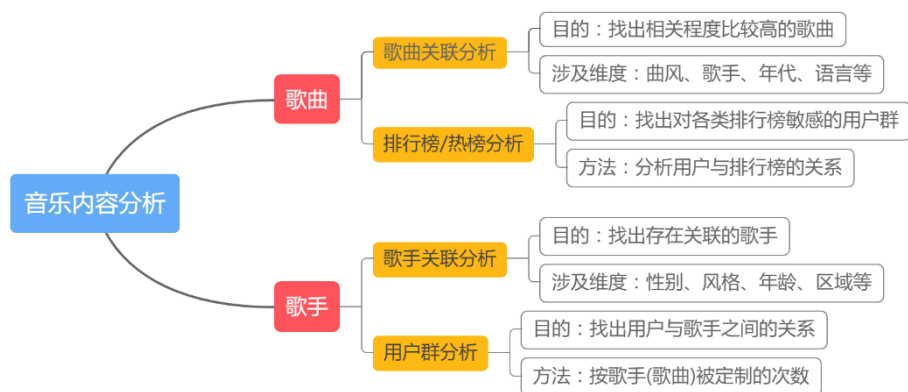 音乐内容分析
歌曲
歌曲关联分析
目的：找出相关程度比较高的歌曲
涉及维度：曲风、歌手、年代、语言等
排行榜/热榜分析
目的：找出对各类排行榜敏感的用户群
方法：分析用户与排行榜的关系
歌手
歌手关联分析
目的：找出存在关联的歌手
涉及维度：性别、风格、年龄、区域等
用户群分析
目的：找出用户与歌手之间的关系
方法：按歌手(歌曲)被定制的次数